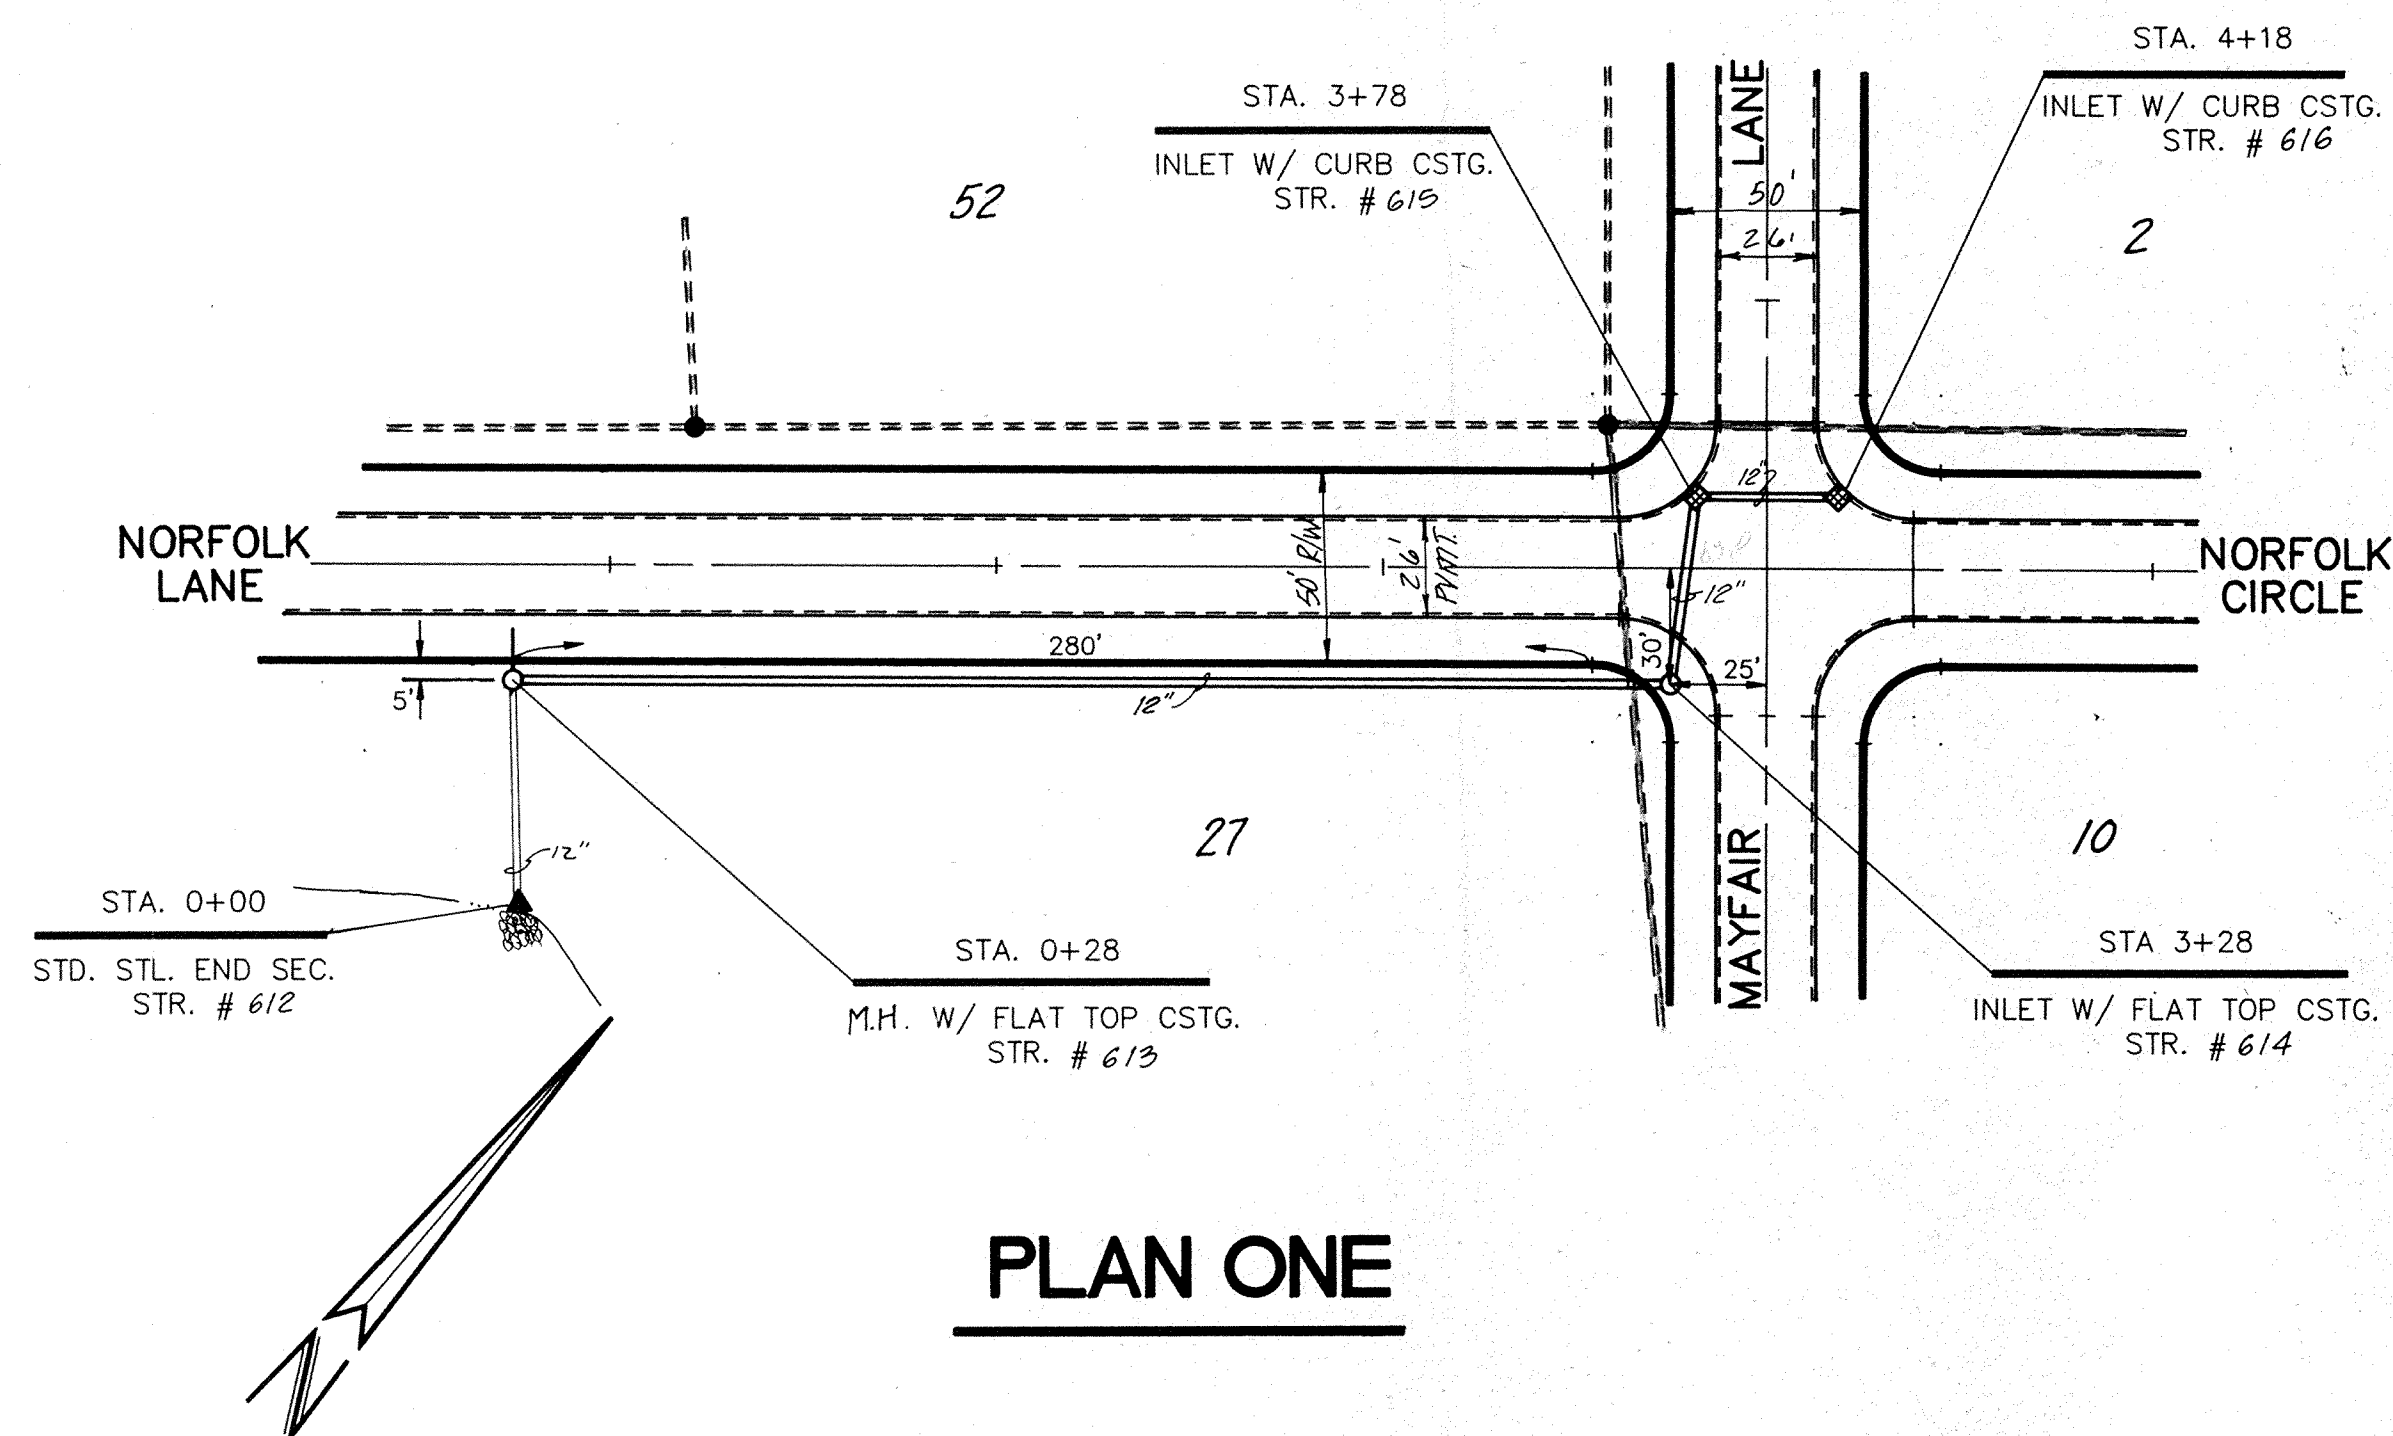 STA. 4+18
INLET W/ CURB CSTG.
STR. # 616
STA. 3+78
INLET W/ CURB CSTG.
STR. # 615
LANE
50'
26'
52
2
12"
NORFOLK
LANE
50' R/W
26'
PVMT.
NORFOLK
CIRCLE
12"
280'
30'
25'
5'
12"
27
10
12"
MAYFAIR
STA. 0+00
STD. STL. END SEC.
STR. # 612
STA. 0+28
M.H. W/ FLAT TOP CSTG.
STR. # 613
STA 3+28
INLET W/ FLAT TOP CSTG.
STR. # 614
N
PLAN ONE